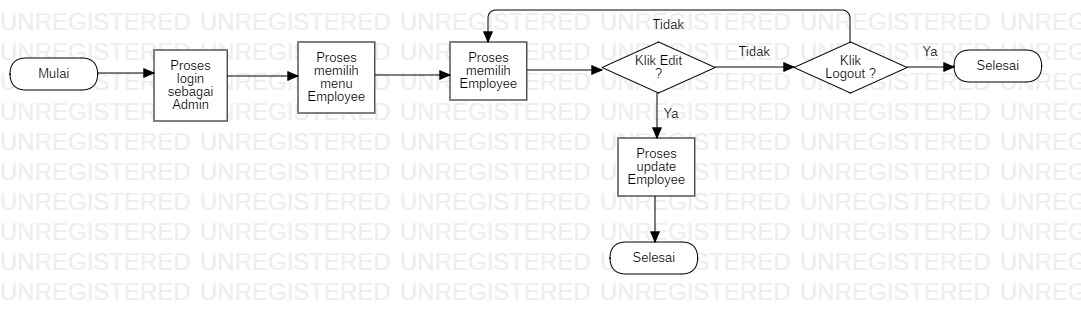 Tidak
Mulai
Proses
login
sebagai
Admin
Proses
memilih
menu
Employee
Proses
memilih
Employee
Klik Edit
?
Tidak
Klik
Logout ?
Ya
Selesai
Ya
Proses
update
Employee
Selesai
UNREGISTERED UNREGISTERED UNREGISTERED UNREGISTERED UNREGISTERED UNREG
UNREGISTERED UNREGISTERED UNREGISTERED UNREGISTERED UNREGISTERED UNREG
UNREGISTERED UNREGISTERED UNREGISTERED UNREGISTERED UNREGISTERED UNREG
UNREGISTERED UNREGISTERED UNREGISTERED UNREGISTERED UNREGISTERED UNREG
UNREGISTERED UNREGISTERED UNREGISTERED UNREGISTERED UNREGISTERED UNREG
UNREGISTERED UNREGISTERED UNREGISTERED UNREGISTERED UNREGISTERED UNREG
UNREGISTERED UNREGISTERED UNREGISTERED UNREGISTERED UNREGISTERED UNREG
UNREGISTERED UNREGISTERED UNREGISTERED UNREGISTERED UNREGISTERED UNREG
UNREGISTERED UNREGISTERED UNREGISTERED UNREGISTERED UNREGISTERED UNREG
UNREGISTERED UNREGISTERED UNREGISTERED UNREGISTERED UNREGISTERED UNREG